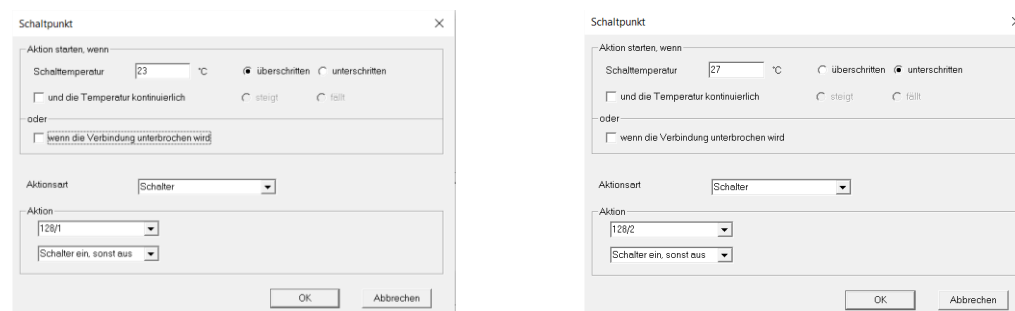 Schaltpunkt
Aktion starten, wenn
Schalttemperatur 23 °C überschritten unterschritten
und die Temperatur kontinuierlich steigt fällt
oder
wenn die Verbindung unterbrochen wird
Aktionsart Schalter
Aktion
128/1
Schalter ein, sonst aus
OK Abbrechen
Schaltpunkt
Aktion starten, wenn
Schalttemperatur 27 °C überschritten unterschritten
und die Temperatur kontinuierlich steigt fällt
oder
wenn die Verbindung unterbrochen wird
Aktionsart Schalter
Aktion
128/2
Schalter ein, sonst aus
OK Abbrechen